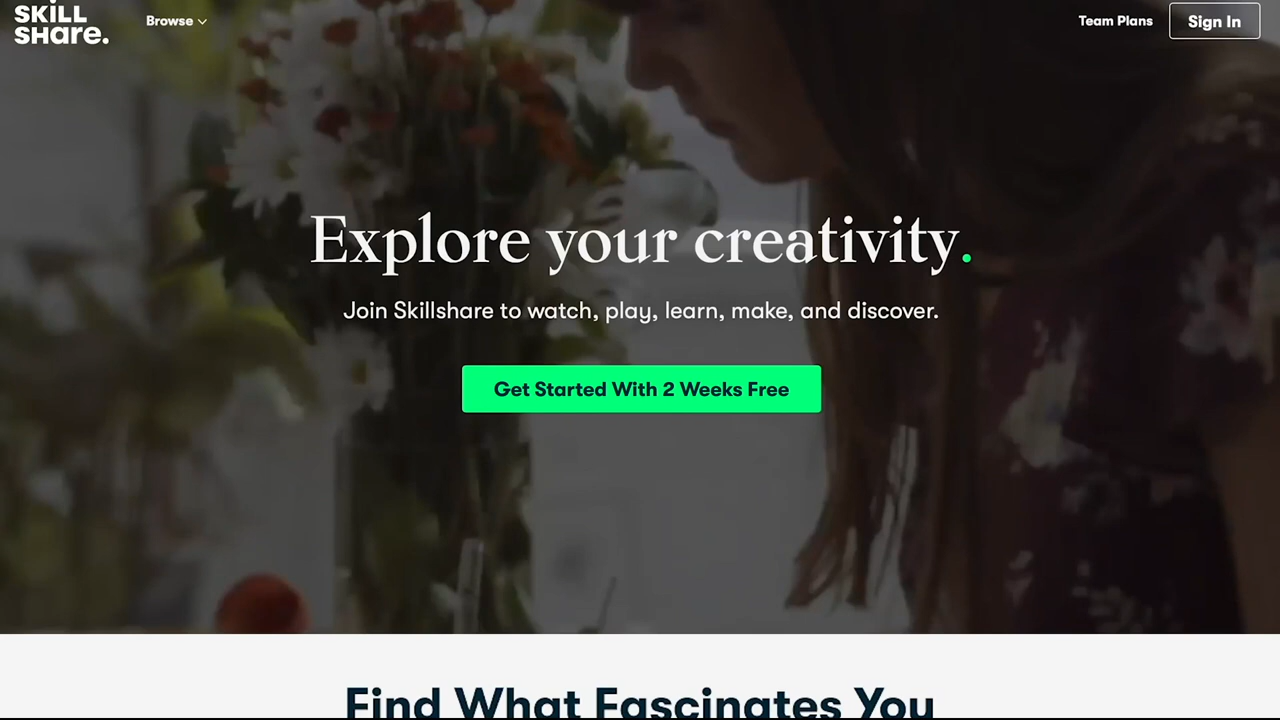 SKILL
SHare.
Browse
Team Plans
Sign In
Explore your creativity.
Join Skillshare to watch, play, learn, make, and discover.
Get Started With 2 Weeks Free
Find What Fascinates You